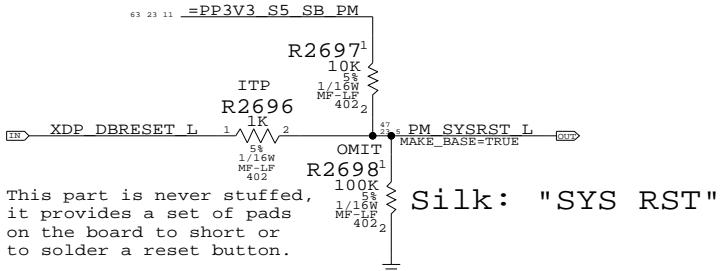 63 23 11 =PP3V3_S5_SB_PM
R2697 1
10K
5%
1/16W
MF-LF
402 2
ITP
R2696
1K
IN XDP_DBRESET_L 1 2
5%
1/16W
MF-LF
402
47
23 5 PM_SYSRST_L OUT
MAKE_BASE=TRUE
OMIT
R2698 1
100K
5%
1/16W
MF-LF
402 2
Silk: "SYS RST"
This part is never stuffed,
it provides a set of pads
on the board to short or
to solder a reset button.